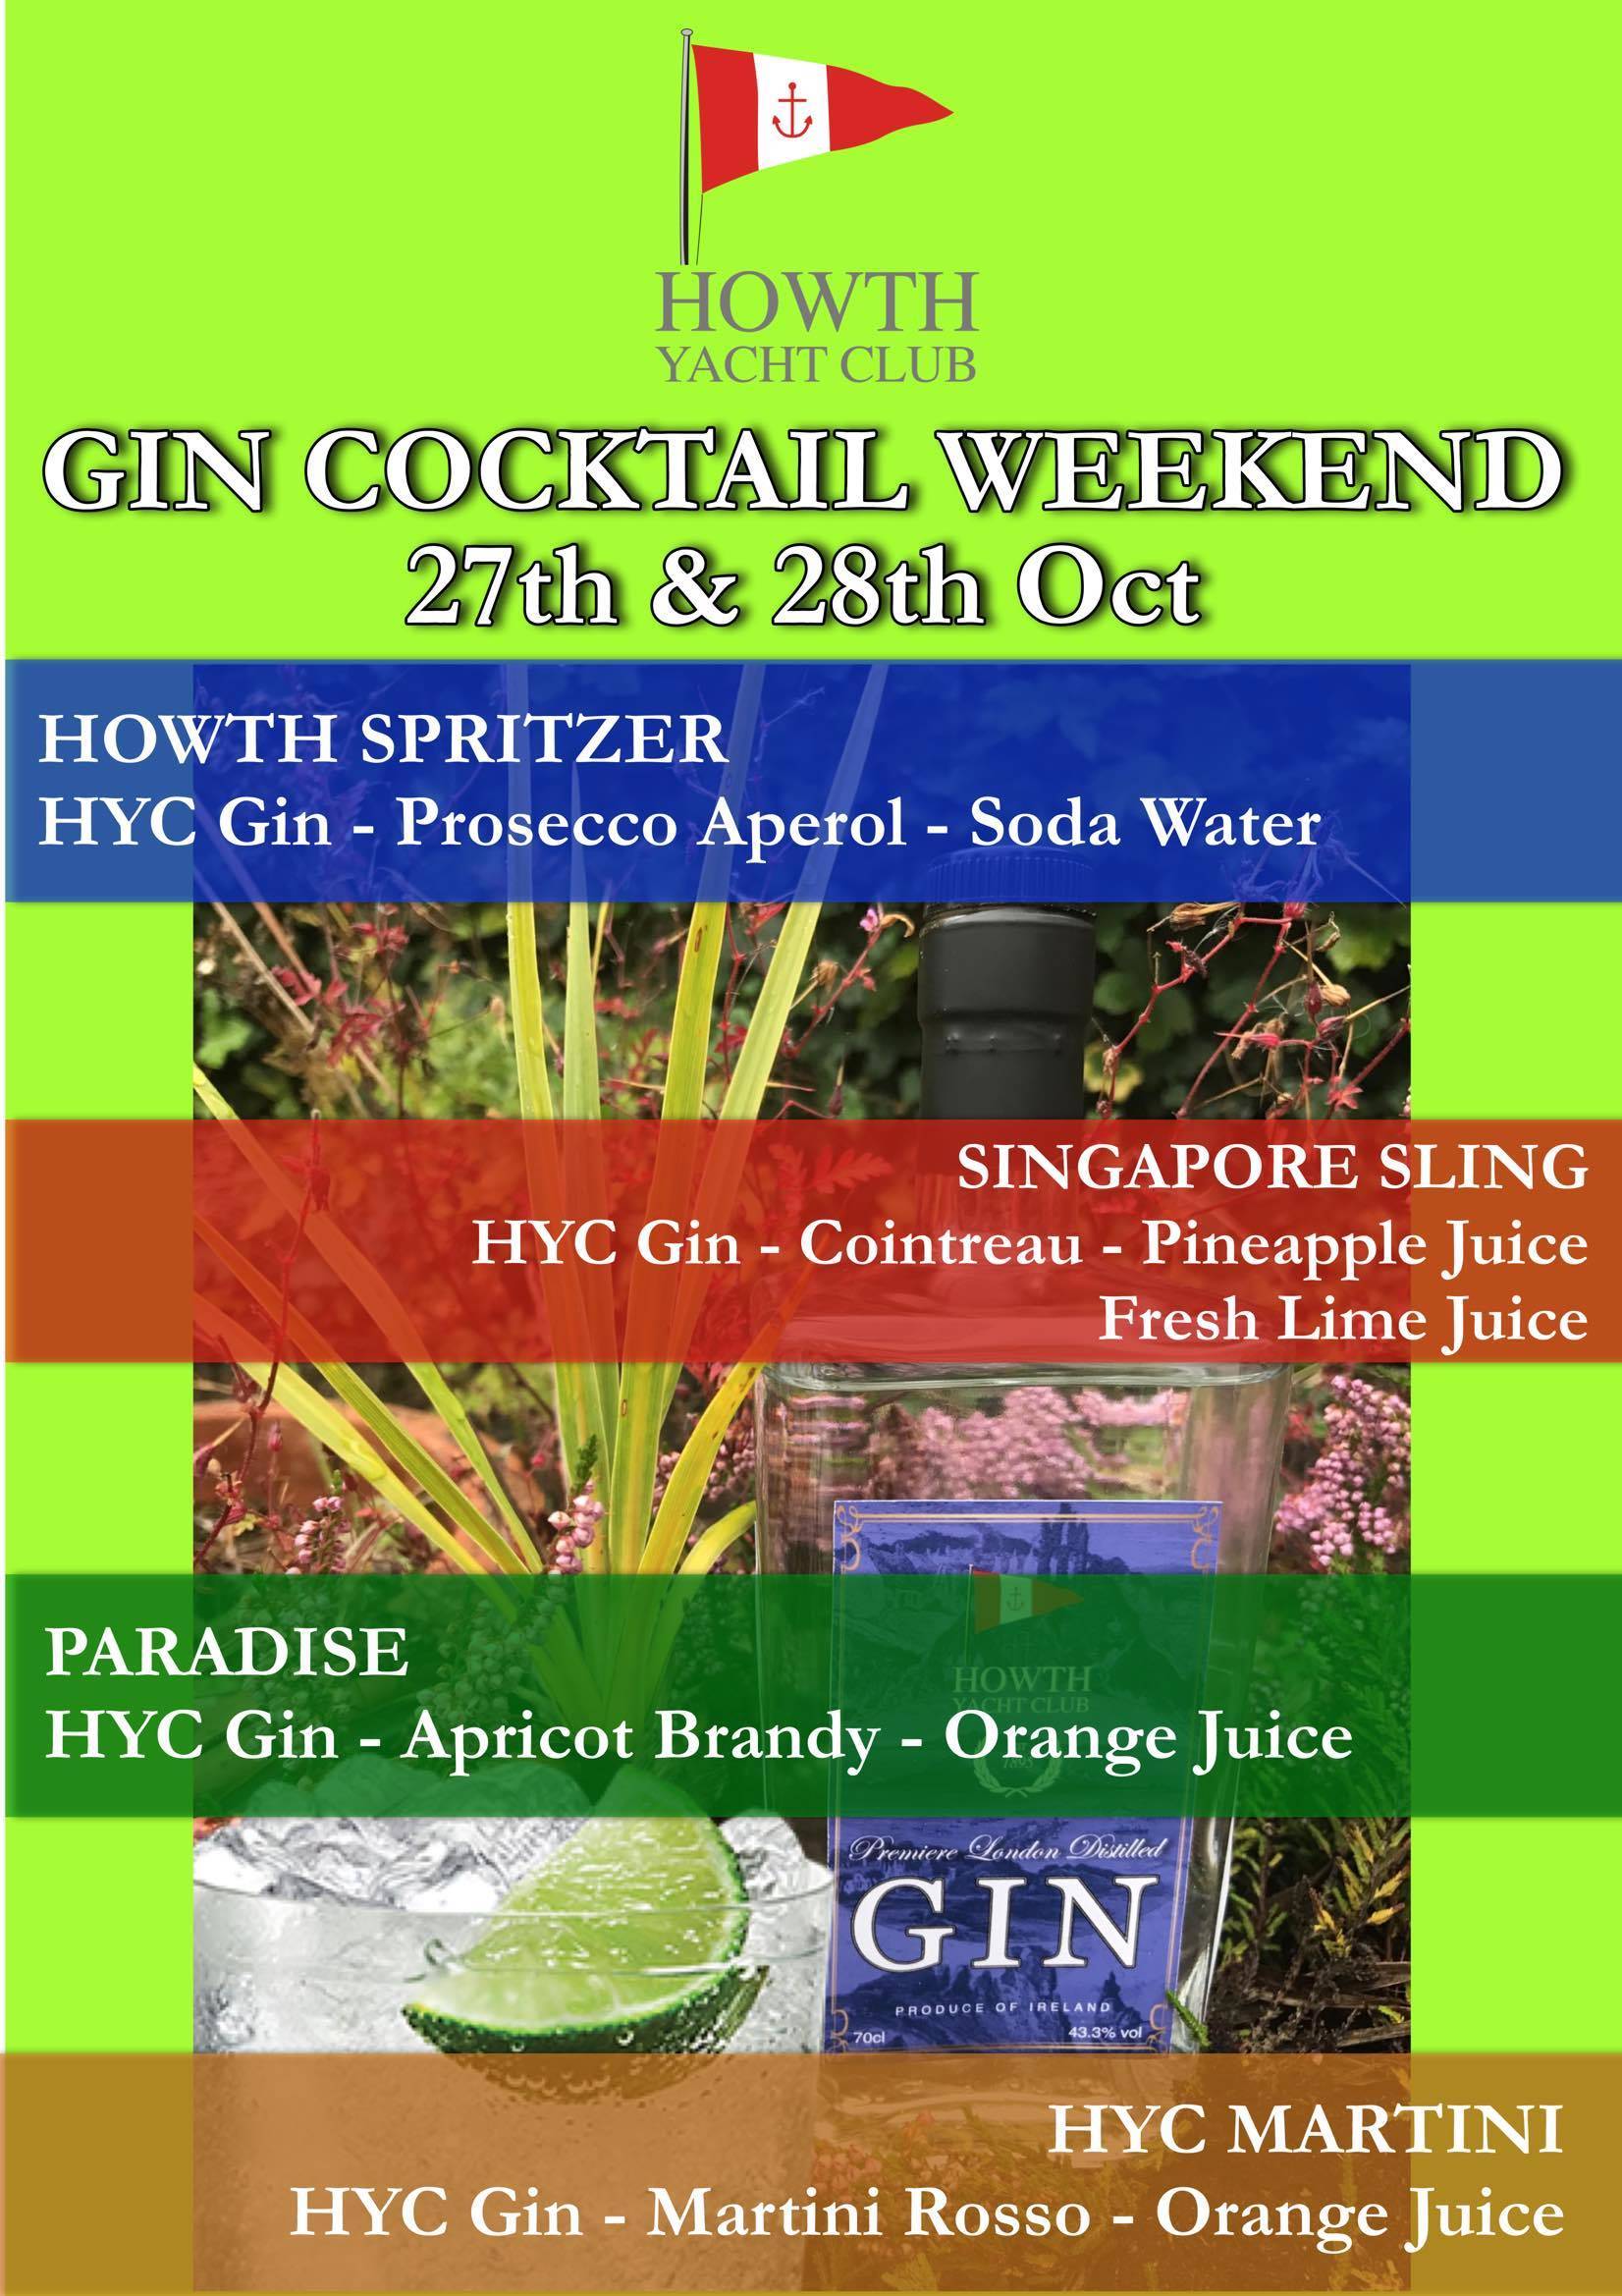 HOWTH
YACHT CLUB
GIN COCKTAIL WEEKEND
27th & 28th Oct
HOWTH SPRITZER
HYC Gin - Prosecco Aperol - Soda Water
SINGAPORE SLING
HYC Gin - Cointreau - Pineapple Juice
Fresh Lime Juice
PARADISE
HOWTH
YACHT CLUB
HYC Gin - Apricot Brandy - Orange Juice
1895
Premiere London Distilled
GIN
PRODUCE OF IRELAND
70cl 43.3% vol
HYC MARTINI
HYC Gin - Martini Rosso - Orange Juice